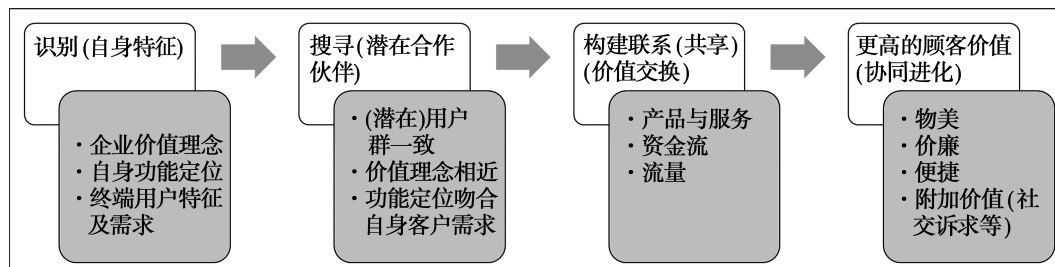 识别(自身特征)
· 企业价值理念
· 自身功能定位
· 终端用户特征
及需求
搜寻(潜在合作
伙伴)
· (潜在)用户
群一致
· 价值理念相近
· 功能定位吻合
自身客户需求
构建联系(共享)
(价值交换)
· 产品与服务
· 资金流
· 流量
更高的顾客价值
(协同进化)
· 物美
· 价廉
· 便捷
· 附加价值(社
交诉求等)